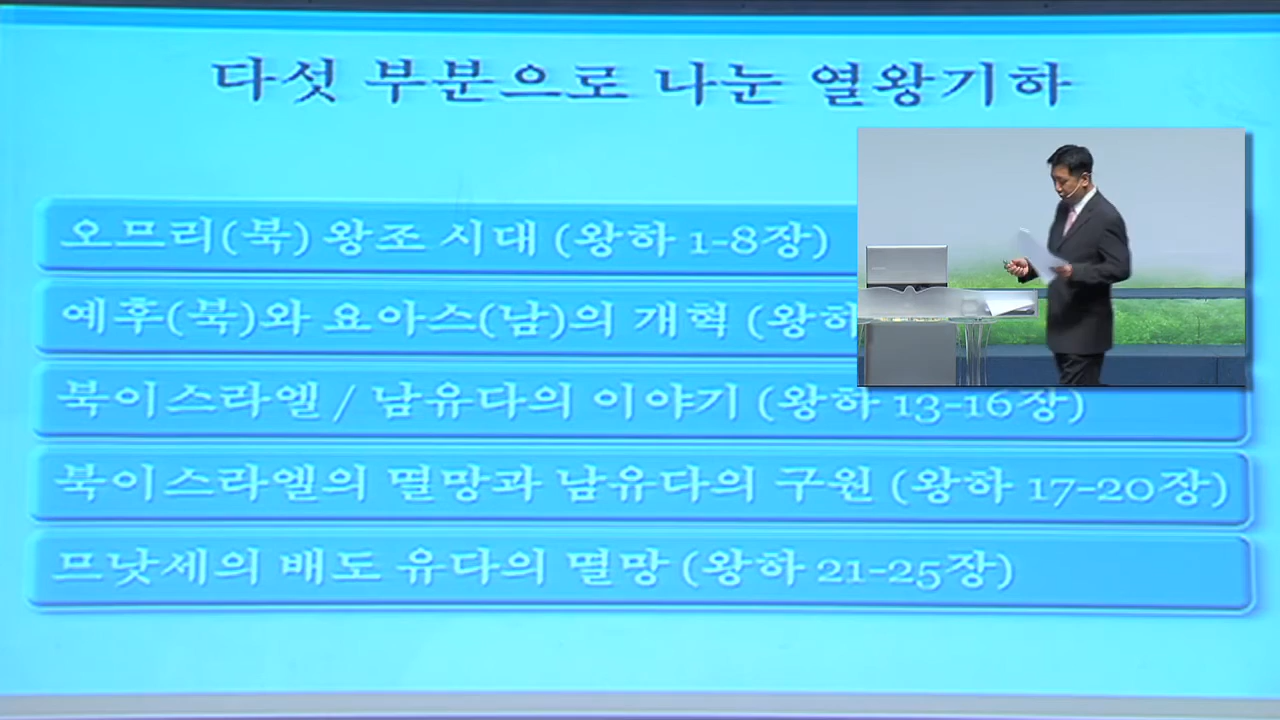 다섯 부분으로 나눈 열왕기하
오므리(북) 왕조 시대 (왕하 1-8장)
예후(북)와 요아스(남)의 개혁 (왕하
북이스라엘 / 남유다의 이야기 (왕하 13-16장)
북이스라엘의 멸망과 남유다의 구원 (왕하 17-20장)
므낫세의 배도 유다의 멸망 (왕하 21-25장)